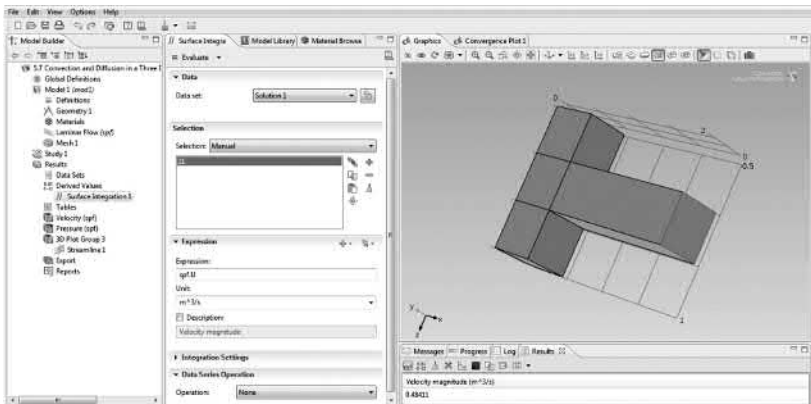 File Edit View Options Help
Model Builder
5.7 Convection and Diffusion in a Three D
Global Definitions
Model 1 (mod1)
Definitions
Geometry 1
Materials
Laminar Flow (spf)
Mesh 1
Study 1
Results
Data Sets
Derived Values
Surface Integration 1
Tables
Velocity (spf)
Pressure (spf)
3D Plot Group 3
Streamline 1
Export
Reports
Surface Integra
Model Library
Material Browse
Evaluate
Data
Data set:
Solution 1
Selection
Selection: Manual
Expression
Expression:
spf.U
Unit:
m^3/s
Description:
Velocity magnitude
Integration Settings
Data Series Operation
Operation: None
Graphics
Convergence Plot 1
0
2
0
-0.5
1
y
x
z
Messages
Progress
Log
Results
Velocity magnitude (m^3/s)
0.48411